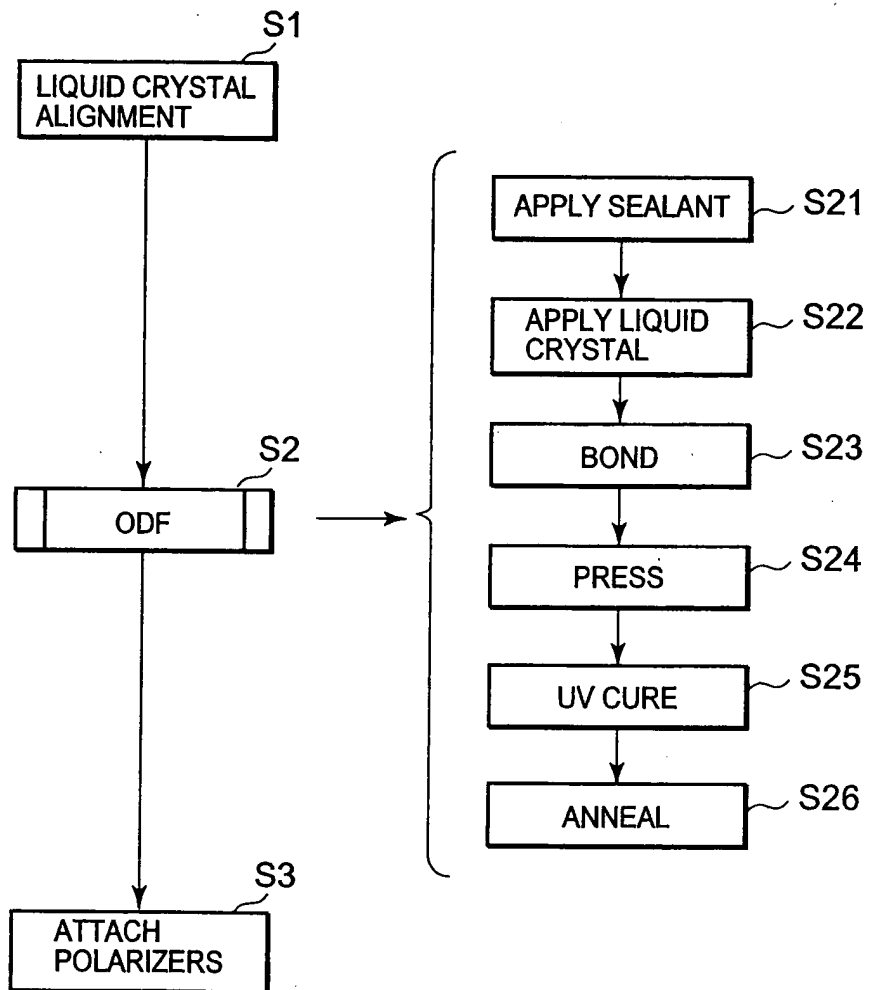 S1
LIQUID CRYSTAL
ALIGNMENT
S2
ODF
S3
ATTACH
POLARIZERS
APPLY SEALANT
S21
APPLY LIQUID
CRYSTAL
S22
BOND
S23
PRESS
S24
UV CURE
S25
ANNEAL
S26